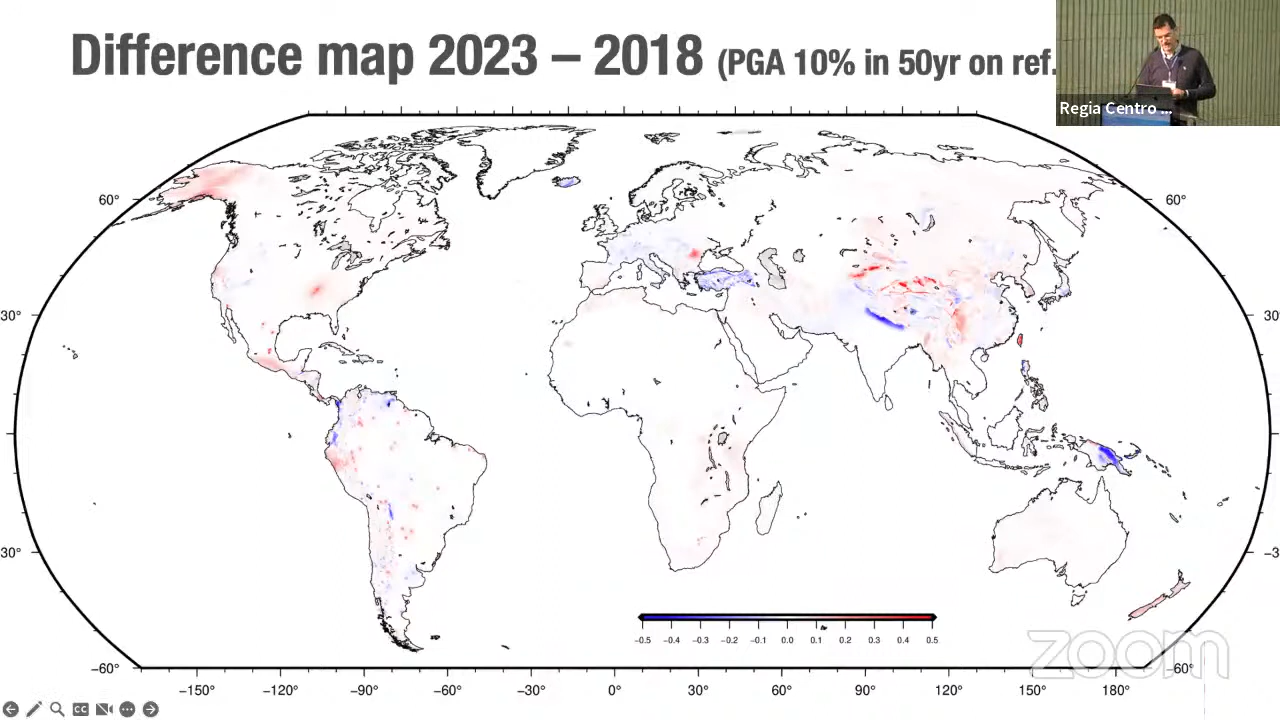 Difference map 2023 – 2018 (PGA 10% in 50yr on ref.
Regia Centro ...
60°
60°
30°
30°
30°
−3
−60°
−60°
−0.5 −0.4 −0.3 −0.2 −0.1 0.0 0.1 0.2 0.3 0.4 0.5
zoom
−150° −120° −90° −60° −30° 0° 30° 60° 90° 120° 150° 180°
CC